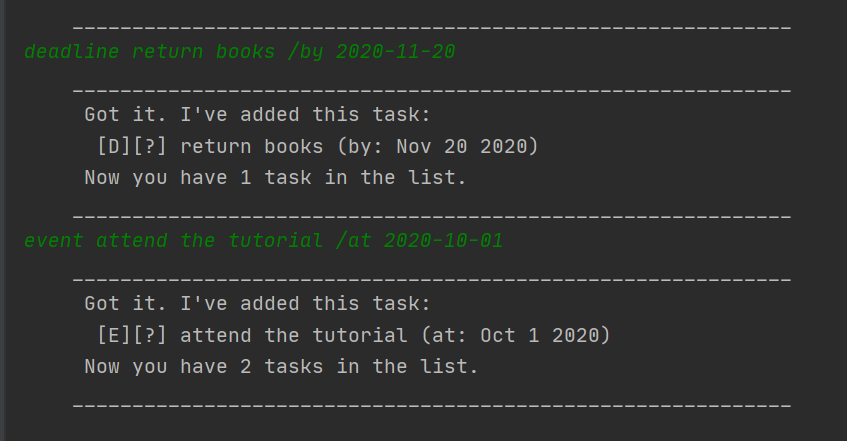 ____________________________________________________________
deadline return books /by 2020-11-20
____________________________________________________________
Got it. I've added this task:
[D][?] return books (by: Nov 20 2020)
Now you have 1 task in the list.
____________________________________________________________
event attend the tutorial /at 2020-10-01
____________________________________________________________
Got it. I've added this task:
[E][?] attend the tutorial (at: Oct 1 2020)
Now you have 2 tasks in the list.
____________________________________________________________